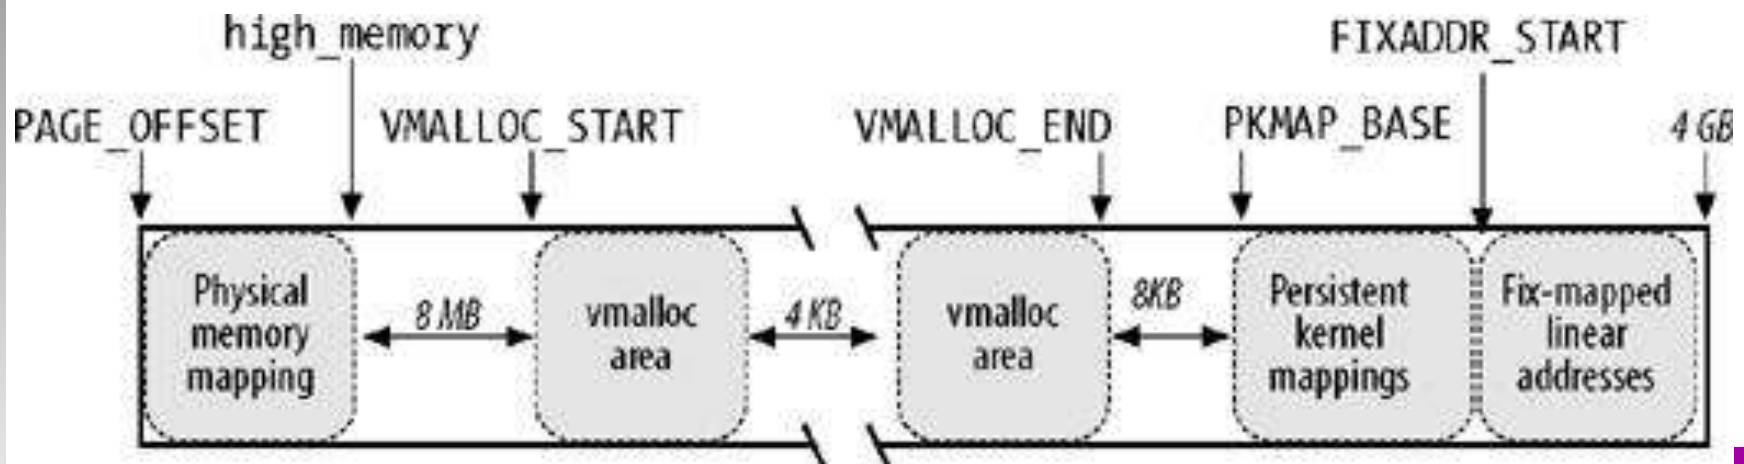 high_memory
FIXADDR_START
PAGE_OFFSET
VMALLOC_START
VMALLOC_END
PKMAP_BASE
4 GB
Physical
memory
mapping
8 MB
vmalloc
area
4 KB
vmalloc
area
8KB
Persistent
kernel
mappings
Fix-mapped
linear
addresses